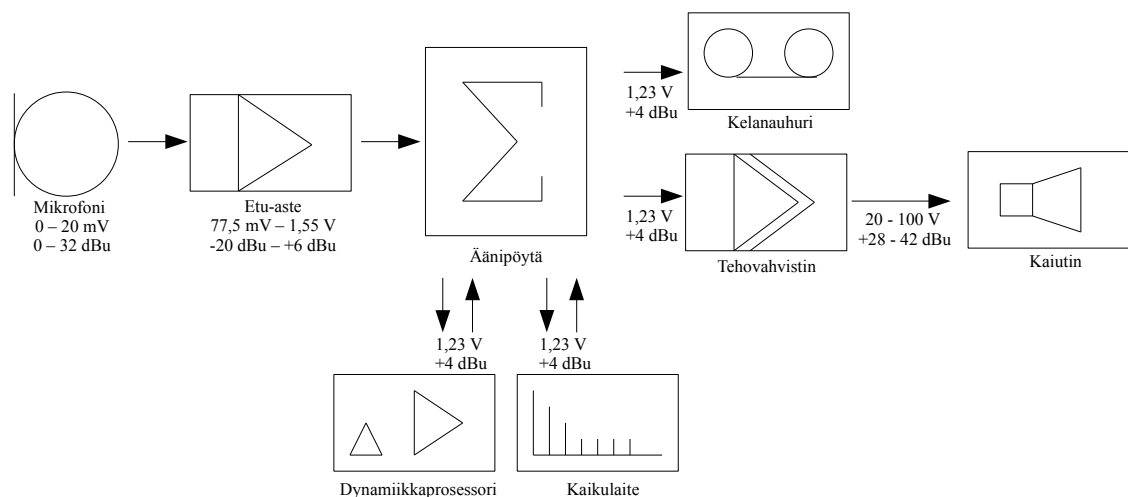 1,23 V
+4 dBu
Kelanauhuri
Mikrofoni
0 – 20 mV
0 – 32 dBu
Etu-aste
77,5 mV – 1,55 V
-20 dBu – +6 dBu
Äänipöytä
1,23 V
+4 dBu
Tehovahvistin
20 - 100 V
+28 - 42 dBu
Kaiutin
1,23 V
+4 dBu
1,23 V
+4 dBu
Dynamiikkaprosessori
Kaikulaite